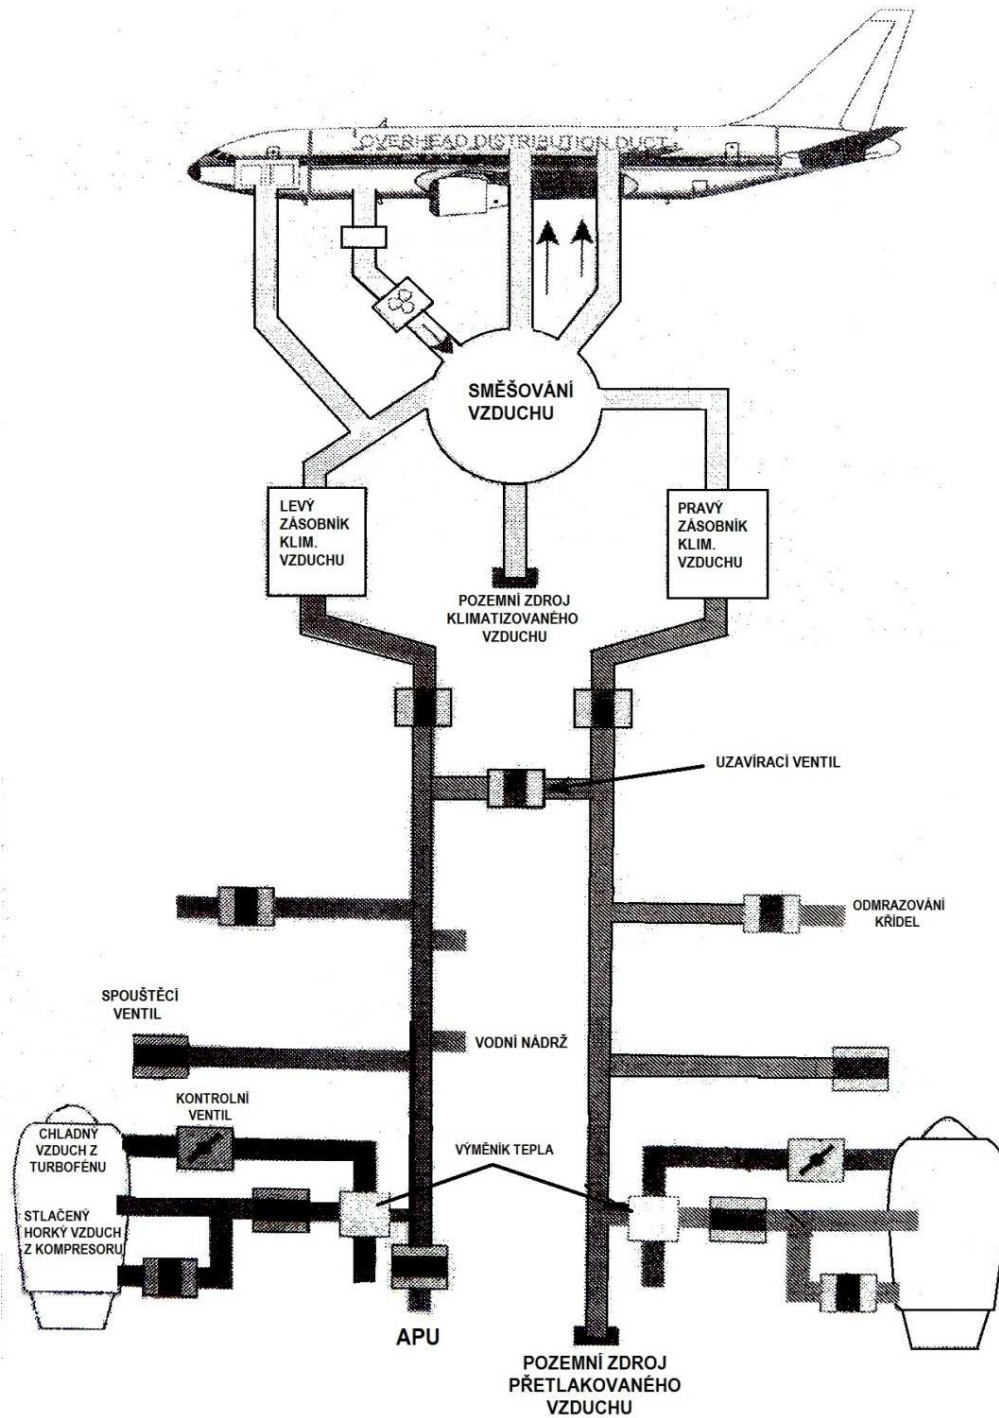 OVERHEAD DISTRIBUTION DUCT
SMĚŠOVÁNÍ
VZDUCHU
LEVÝ
ZÁSOBNÍK
KLIM.
VZDUCHU
PRAVÝ
ZÁSOBNÍK
KLIM.
VZDUCHU
POZEMNÍ ZDROJ
KLIMATIZOVANÉHO
VZDUCHU
UZAVÍRACÍ VENTIL
ODMRAZOVÁNÍ
KŘÍDEL
SPOUŠTĚCÍ
VENTIL
VODNÍ NÁDRŽ
KONTROLNÍ
VENTIL
CHLADNÝ
VZDUCH Z
TURBOFÉNU
VÝMĚNÍK TEPLA
STLAČENÝ
HORKÝ VZDUCH
Z KOMPRESORU
APU
POZEMNÍ ZDROJ
PŘETLAKOVANÉHO
VZDUCHU